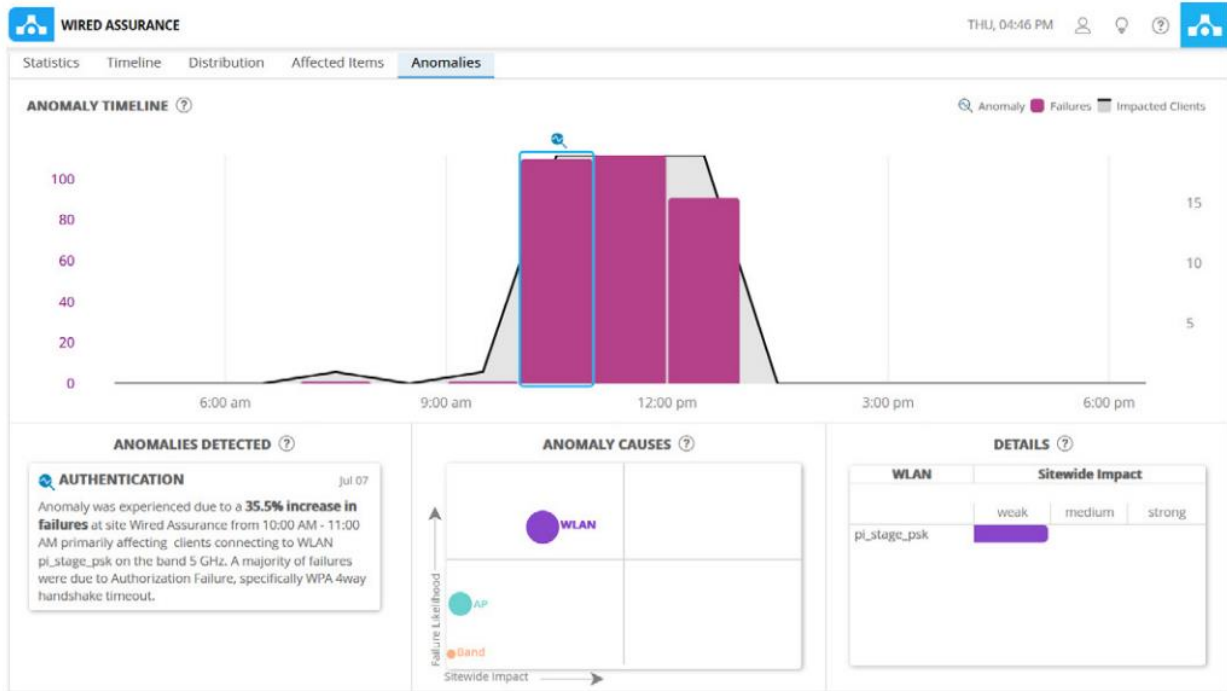 WIRED ASSURANCE
THU, 04:46 PM
Statistics Timeline Distribution Affected Items Anomalies
ANOMALY TIMELINE
Anomaly Failures Impacted Clients
100
80
60
40
20
0
15
10
5
6:00 am 9:00 am 12:00 pm 3:00 pm 6:00 pm
ANOMALIES DETECTED
AUTHENTICATION Jul 07
Anomaly was experienced due to a 35.5% increase in
failures at site Wired Assurance from 10:00 AM - 11:00
AM primarily affecting clients connecting to WLAN
pi_stage_psk on the band 5 GHz. A majority of failures
were due to Authorization Failure, specifically WPA 4way
handshake timeout.
ANOMALY CAUSES
Failure Likelihood
WLAN
AP
Band
Sitewide Impact
DETAILS
WLAN Sitewide Impact
weak medium strong
pi_stage_psk